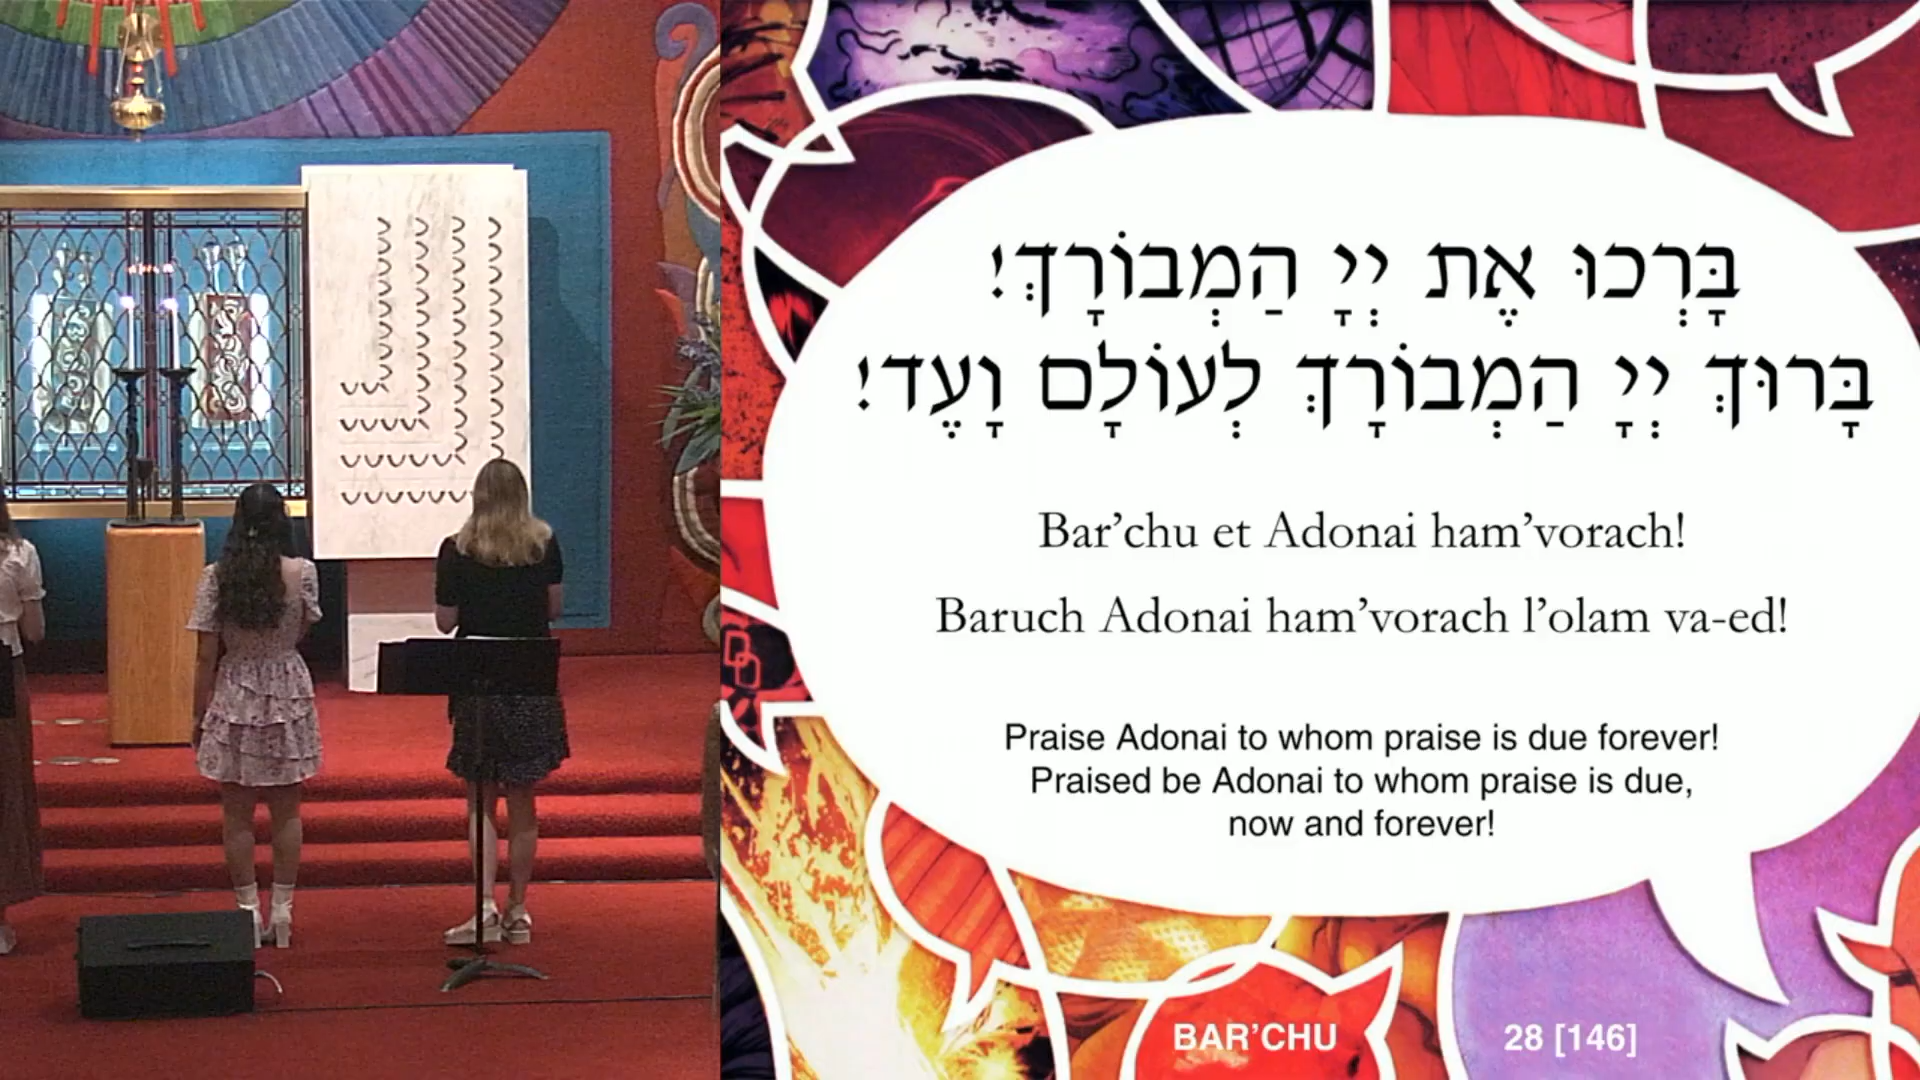 בָּרְכוּ אֶת יְיָ הַמְבוֹרָךְ!
בָּרוּךְ יְיָ הַמְבוֹרָךְ לְעוֹלָם וָעֶד!
Bar’chu et Adonai ham’vorach!
Baruch Adonai ham’vorach l’olam va-ed!
Praise Adonai to whom praise is due forever!
Praised be Adonai to whom praise is due,
now and forever!
BAR’CHU 28 [146]